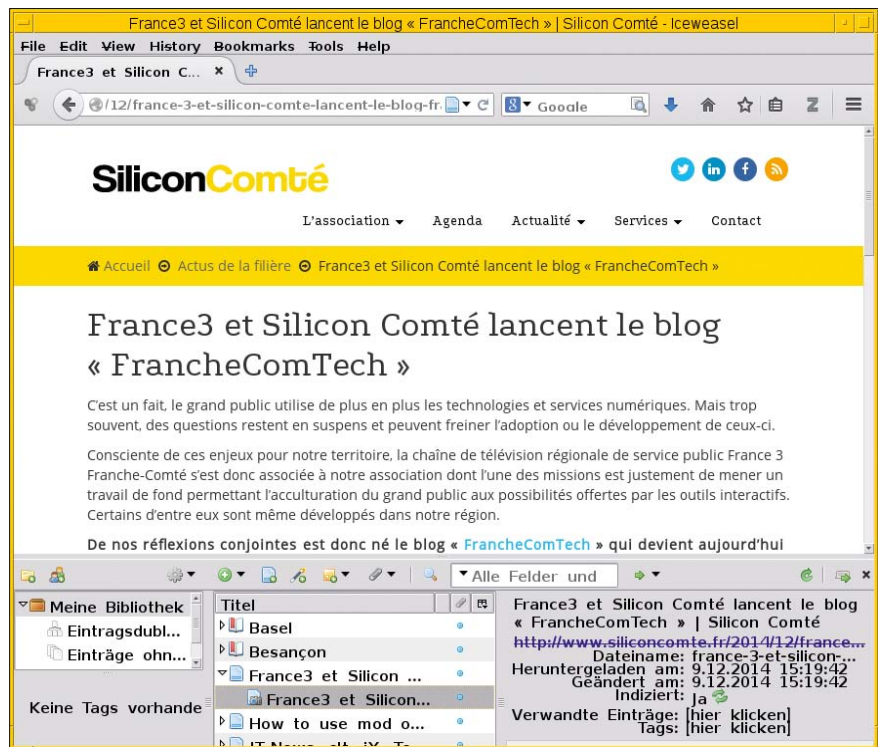 France3 et Silicon Comté lancent le blog « FrancheComTech » | Silicon Comté - Iceweasel
File Edit View History Bookmarks Tools Help
France3 et Silicon C...
/12/france-3-et-silicon-comte-lancent-le-blog-fr
Google
SiliconComté
L'association Agenda Actualité Services Contact
Accueil Actus de la filière France3 et Silicon Comté lancent le blog « FrancheComTech »
France3 et Silicon Comté lancent le blog
« FrancheComTech »
C'est un fait, le grand public utilise de plus en plus les technologies et services numériques. Mais trop
souvent, des questions restent en suspens et peuvent freiner l'adoption ou le développement de ceux-ci.
Consciente de ces enjeux pour notre territoire, la chaîne de télévision régionale de service public France 3
Franche-Comté s'est donc associée à notre association dont l'une des missions est justement de mener un
travail de fond permettant l'acculturation du grand public aux possibilités offertes par les outils interactifs.
Certains d'entre eux sont même développés dans notre région.
De nos réflexions conjointes est donc né le blog « FrancheComTech » qui devient aujourd'hui
Alle Felder und
Meine Bibliothek
Eintragsdubl...
Einträge ohn...
Keine Tags vorhande
Titel
Basel
Besançon
France3 et Silicon ...
France3 et Silicon...
How to use mod o...
France3 et Silicon Comté lancent le blog
« FrancheComTech » | Silicon Comté
http://www.siliconcomte.fr/2014/12/france...
Dateiname: france-3-et-silicon-...
Heruntergeladen am: 9.12.2014 15:19:42
Geändert am: 9.12.2014 15:19:42
Indiziert: Ja
Verwandte Einträge: [hier klicken]
Tags: [hier klicken]